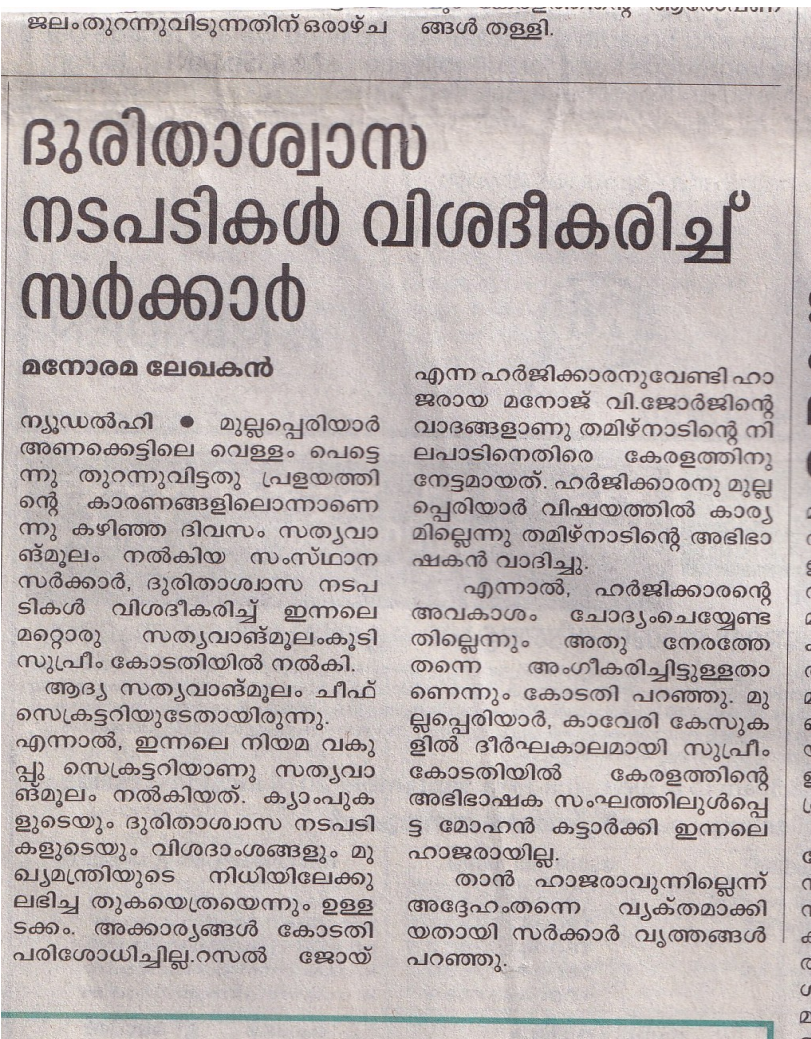 ജലംതുറന്നുവിടുന്നതിന് ഒരാഴ്ച
ങ്ങൾ തള്ളി.
ദുരിതാശ്വാസ
നടപടികൾ വിശദീകരിച്ച്
സർക്കാർ
മനോരമ ലേഖകൻ
ന്യൂഡൽഹി ● മുല്ലപ്പെരിയാർ
അണക്കെട്ടിലെ വെള്ളം പെട്ടെ
ന്നു തുറന്നുവിട്ടതു പ്രളയത്തി
ന്റെ കാരണങ്ങളിലൊന്നാണെ
ന്നു കഴിഞ്ഞ ദിവസം സത്യവാ
ങ്മൂലം നൽകിയ സംസ്ഥാന
സർക്കാർ, ദുരിതാശ്വാസ നടപ
ടികൾ വിശദീകരിച്ച് ഇന്നലെ
മറ്റൊരു സത്യവാങ്മൂലംകൂടി
സുപ്രീം കോടതിയിൽ നൽകി.
ആദ്യ സത്യവാങ്മൂലം ചീഫ്
സെക്രട്ടറിയുടേതായിരുന്നു.
എന്നാൽ, ഇന്നലെ നിയമ വകു
പ്പു സെക്രട്ടറിയാണു സത്യവാ
ങ്മൂലം നൽകിയത്. ക്യാംപുക
ളുടെയും ദുരിതാശ്വാസ നടപടി
കളുടെയും വിശദാംശങ്ങളും മു
ഖ്യമന്ത്രിയുടെ നിധിയിലേക്കു
ലഭിച്ച തുകയെത്രയെന്നും ഉള്ള
ടക്കം. അക്കാര്യങ്ങൾ കോടതി
പരിശോധിച്ചില്ല.റസൽ ജോയ്
എന്ന ഹർജിക്കാരനുവേണ്ടി ഹാ
ജരായ മനോജ് വി.ജോർജിന്റെ
വാദങ്ങളാണു തമിഴ്നാടിന്റെ നി
ലപാടിനെതിരെ കേരളത്തിനു
നേട്ടമായത്. ഹർജിക്കാരനു മുല്ല
പ്പെരിയാർ വിഷയത്തിൽ കാര്യ
മില്ലെന്നു തമിഴ്നാടിന്റെ അഭിഭാ
ഷകൻ വാദിച്ചു.
എന്നാൽ, ഹർജിക്കാരന്റെ
അവകാശം ചോദ്യംചെയ്യേണ്ട
തില്ലെന്നും അതു നേരത്തേ
തന്നെ അംഗീകരിച്ചിട്ടുള്ളതാ
ണെന്നും കോടതി പറഞ്ഞു. മു
ല്ലപ്പെരിയാർ, കാവേരി കേസുക
ളിൽ ദീർഘകാലമായി സുപ്രീം
കോടതിയിൽ കേരളത്തിന്റെ
അഭിഭാഷക സംഘത്തിലുൾപ്പെ
ട്ട മോഹൻ കട്ടാർക്കി ഇന്നലെ
ഹാജരായില്ല.
താൻ ഹാജരാവുന്നില്ലെന്ന്
അദ്ദേഹംതന്നെ വ്യക്തമാക്കി
യതായി സർക്കാർ വൃത്തങ്ങൾ
പറഞ്ഞു.